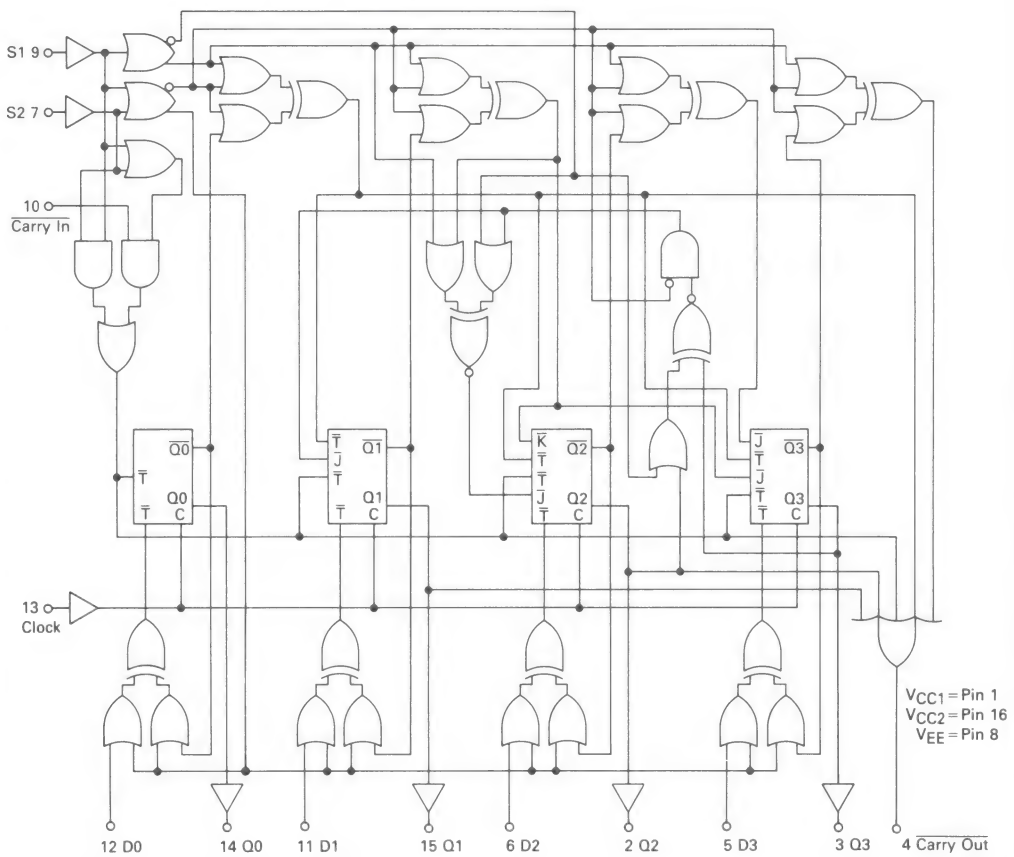 S1 9
S2 7
10
Carry In
Q0
T
Q0
T
C
T
J
Q1
T
Q1
T
C
K
Q2
T
T
J
Q2
T
C
J
Q3
T
J
T
Q3
T
C
13
Clock
VCC1 = Pin 1
VCC2 = Pin 16
VEE = Pin 8
12 D0
14 Q0
11 D1
15 Q1
6 D2
2 Q2
5 D3
3 Q3
4 Carry Out